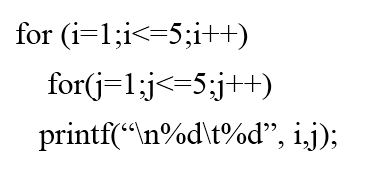 for (i=1;i<=5;i++)
for(j=1;j<=5;j++)
printf(“\n%d\t%d”, i,j);